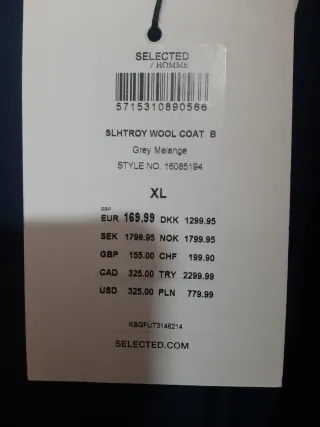 SELECTED
/ HOMME
5715310890566
SLHTROY WOOL COAT B
Grey Melange
STYLE NO. 16085194
XL
RRP
EUR 169.99 DKK 1299.95
SEK 1799.95 NOK 1799.95
GBP 155.00 CHF 199.90
CAD 325.00 TRY 2299.99
USD 325.00 PLN 779.99
SELECTED.COM